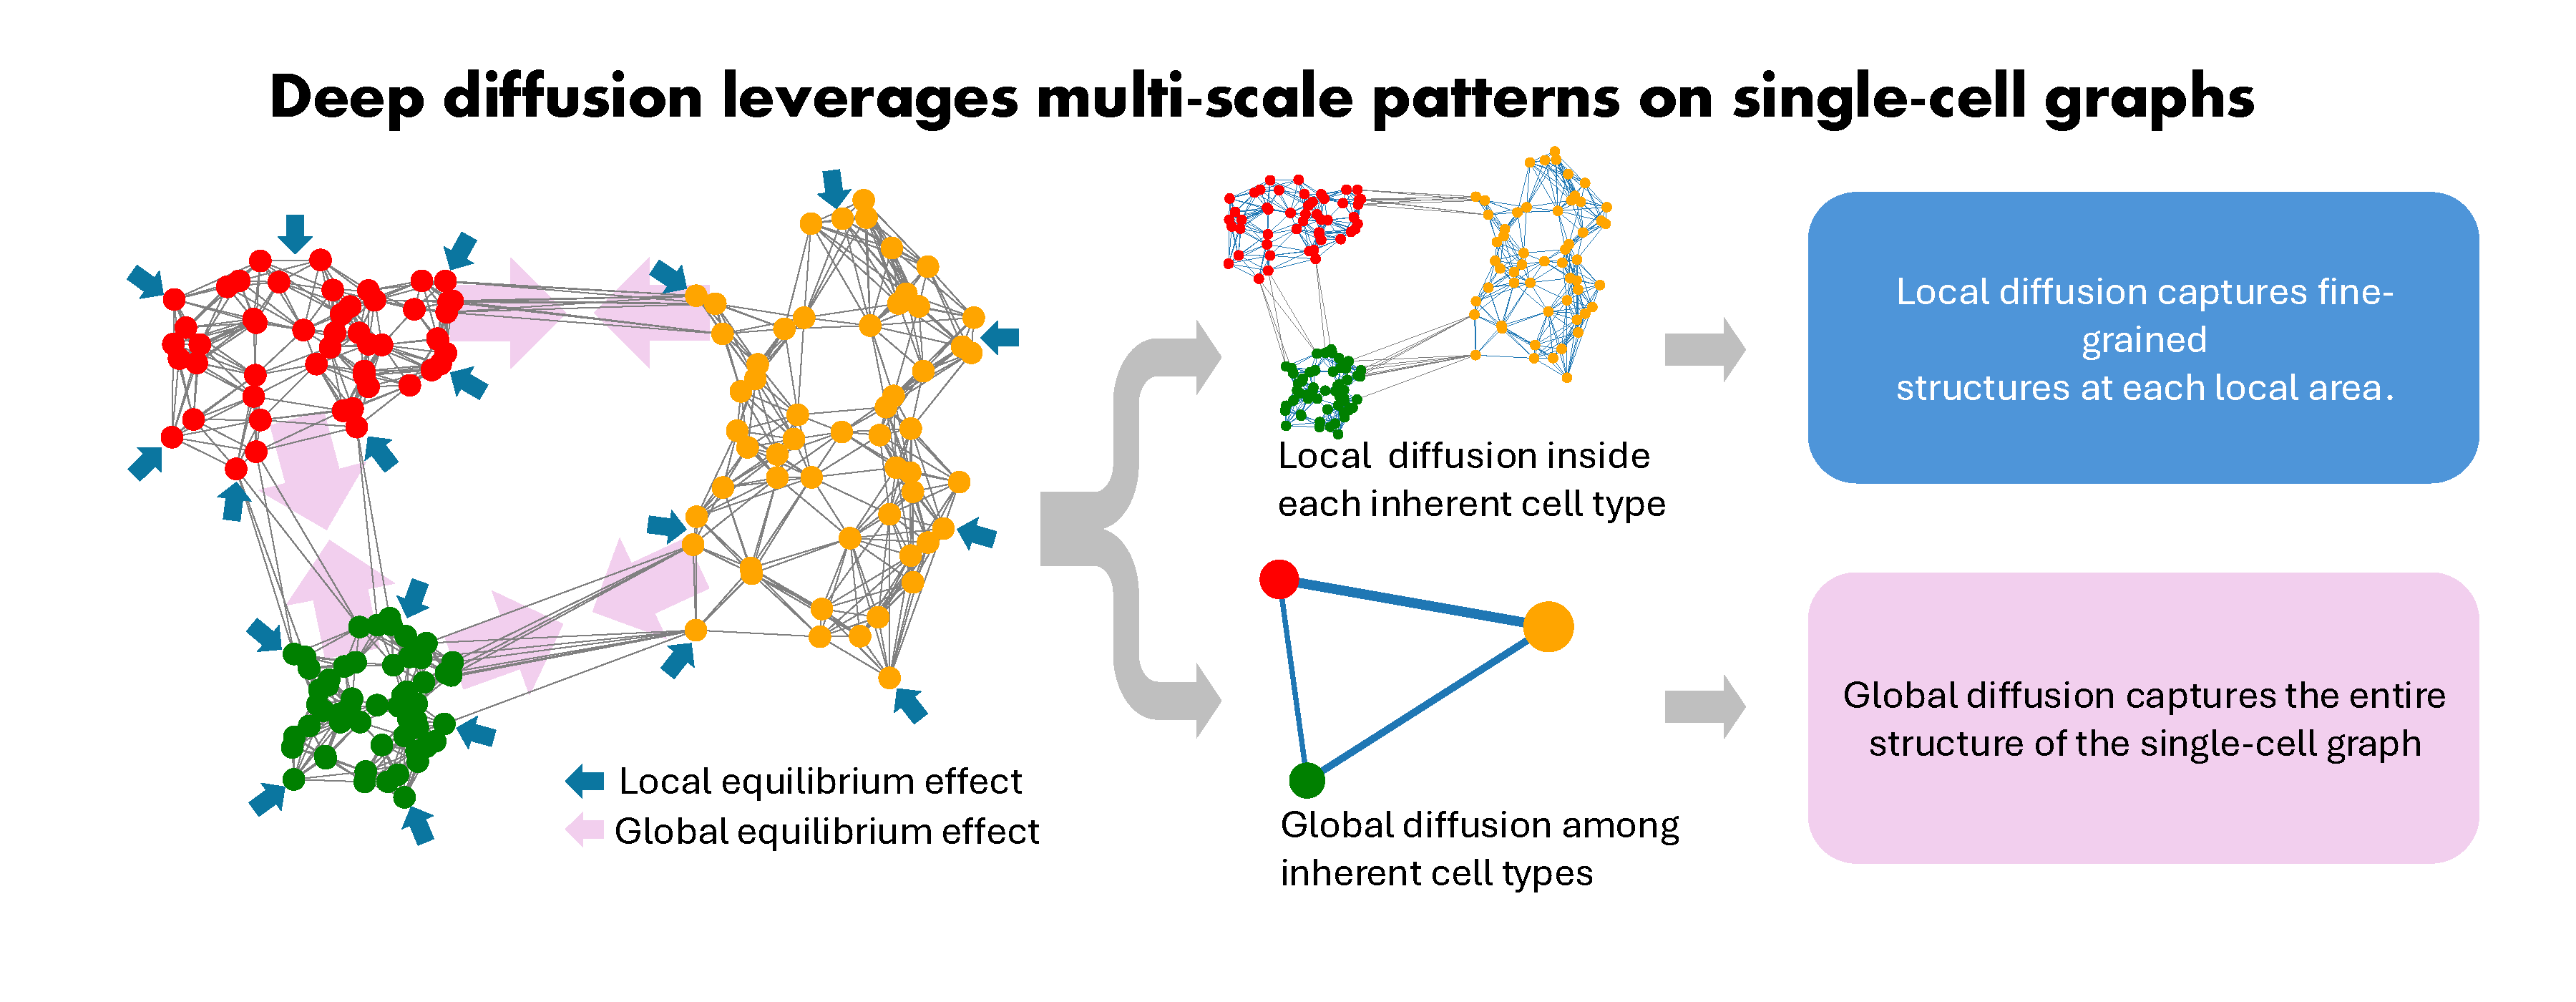 Deep diffusion leverages multi-scale patterns on single-cell graphs
Local equilibrium effect
Global equilibrium effect
Local diffusion inside
each inherent cell type
Global diffusion among
inherent cell types
Local diffusion captures fine-
grained
structures at each local area.
Global diffusion captures the entire
structure of the single-cell graph